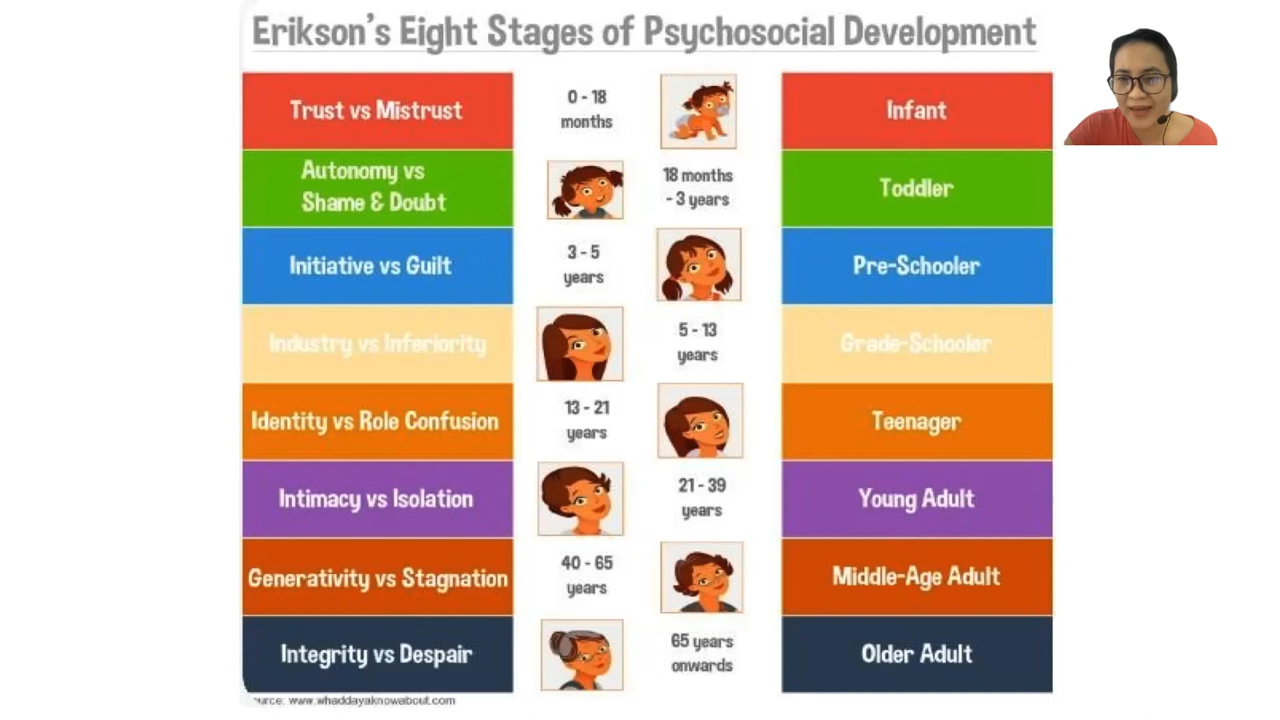 Erikson's Eight Stages of Psychosocial Development
Trust vs Mistrust
0 - 18
months
Infant
Autonomy vs
Shame & Doubt
18 months
- 3 years
Toddler
Initiative vs Guilt
3 - 5
years
Pre-Schooler
Industry vs Inferiority
5 - 13
years
Grade-Schooler
Identity vs Role Confusion
13 - 21
years
Teenager
Intimacy vs Isolation
21 - 39
years
Young Adult
Generativity vs Stagnation
40 - 65
years
Middle-Age Adult
Integrity vs Despair
65 years
onwards
Older Adult
urce: www.whaddayaknowabout.com